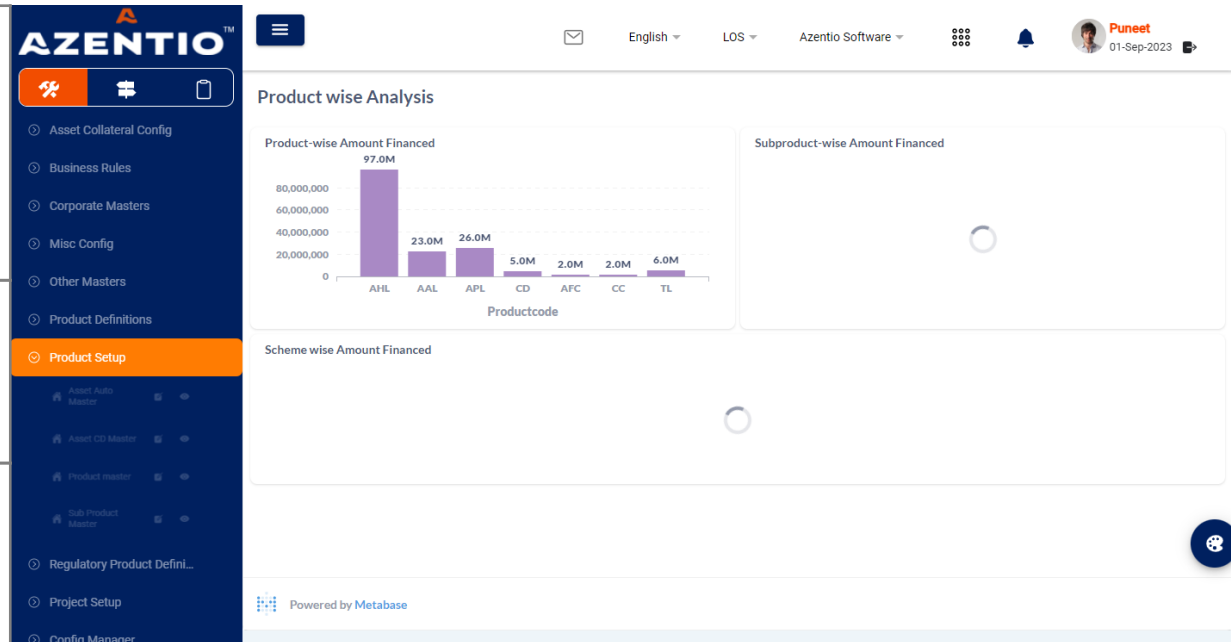 AZENTIO™
English
LOS
Azentio Software
Puneet
01-Sep-2023
Asset Collateral Config
Business Rules
Corporate Masters
Misc Config
Other Masters
Product Definitions
Product Setup
Asset Auto
Master
Asset CD Master
Product master
Sub Product
Master
Regulatory Product Defini...
Project Setup
Config Manager
Product wise Analysis
Product-wise Amount Financed
97.0M
80,000,000
60,000,000
40,000,000
20,000,000
0
23.0M
26.0M
5.0M
2.0M
2.0M
6.0M
AHL AAL APL CD AFC CC TL
Productcode
Subproduct-wise Amount Financed
Scheme wise Amount Financed
Powered by Metabase